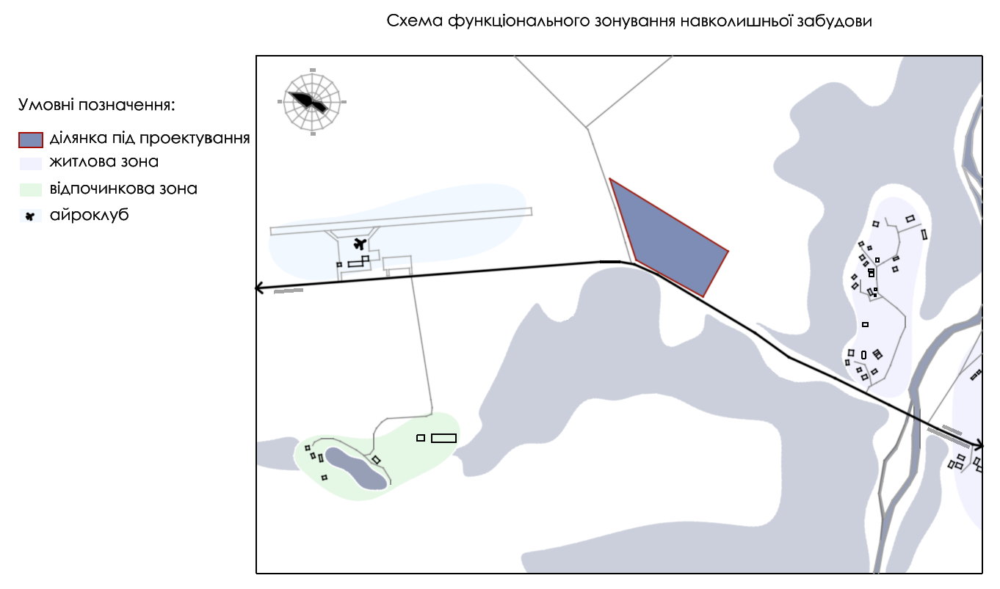 Схема функціонального зонування навколишньої забудови
Умовні позначення:
ділянка під проектування
житлова зона
відпочинкова зона
айроклуб